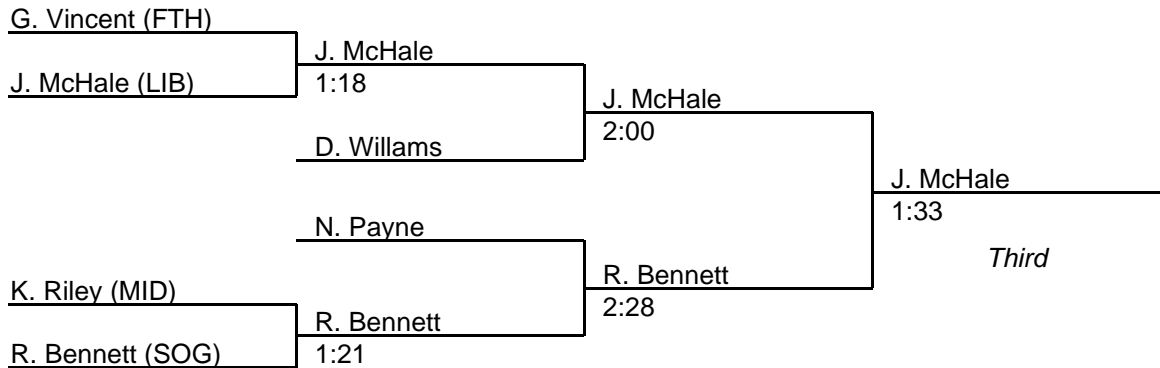 G. Vincent (FTH)
J. McHale
J. McHale (LIB)
1:18
J. McHale
2:00
D. Willams
J. McHale
1:33
N. Payne
Third
R. Bennett
K. Riley (MID)
2:28
R. Bennett
R. Bennett (SOG)
1:21